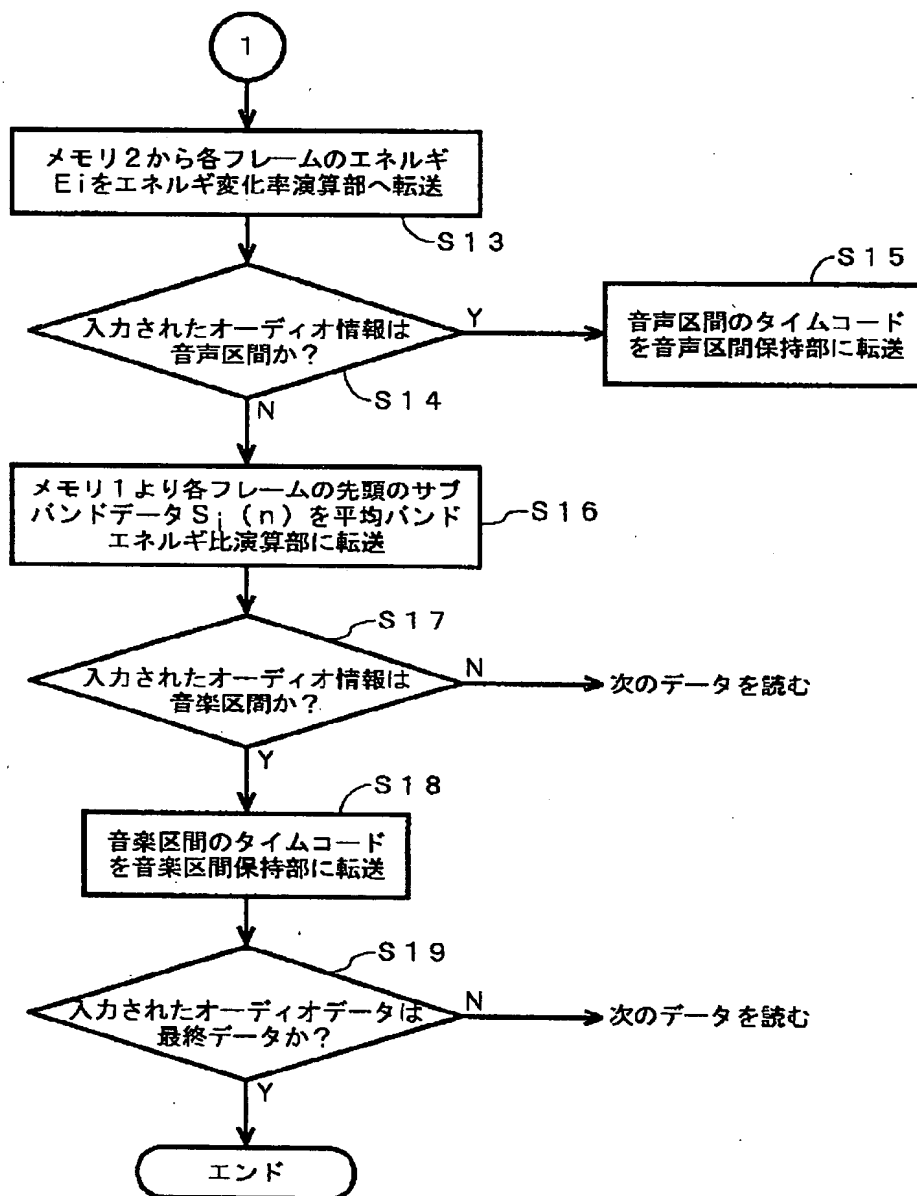 1
メモリ2から各フレームのエネルギ
Eiをエネルギ変化率演算部へ転送
S13
入力されたオーディオ情報は
音声区間か?
Y
S14
N
S15
音声区間のタイムコード
を音声区間保持部に転送
メモリ1より各フレームの先頭のサブ
バンドデータSi(n)を平均バンド
エネルギ比演算部に転送
S16
S17
入力されたオーディオ情報は
音楽区間か?
N
次のデータを読む
Y
S18
音楽区間のタイムコード
を音楽区間保持部に転送
S19
入力されたオーディオデータは
最終データか?
N
次のデータを読む
Y
エンド